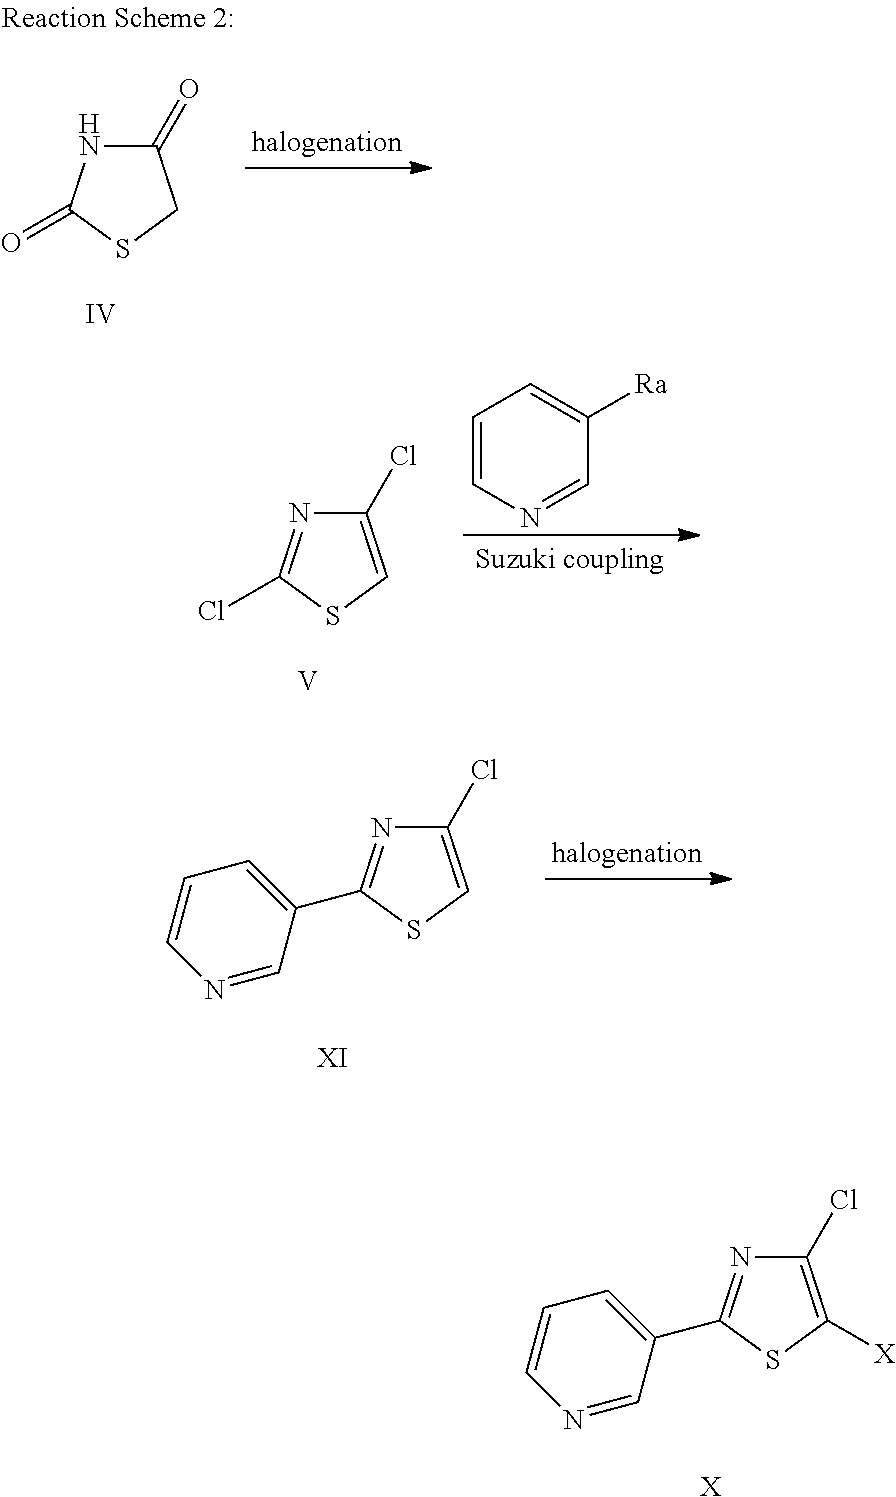 Reaction Scheme 2:
O
H
N
halogenation
O
S
IV
Ra
Cl
N
N
Suzuki coupling
Cl
S
V
Cl
N
halogenation
S
N
XI
Cl
N
X
S
N
X